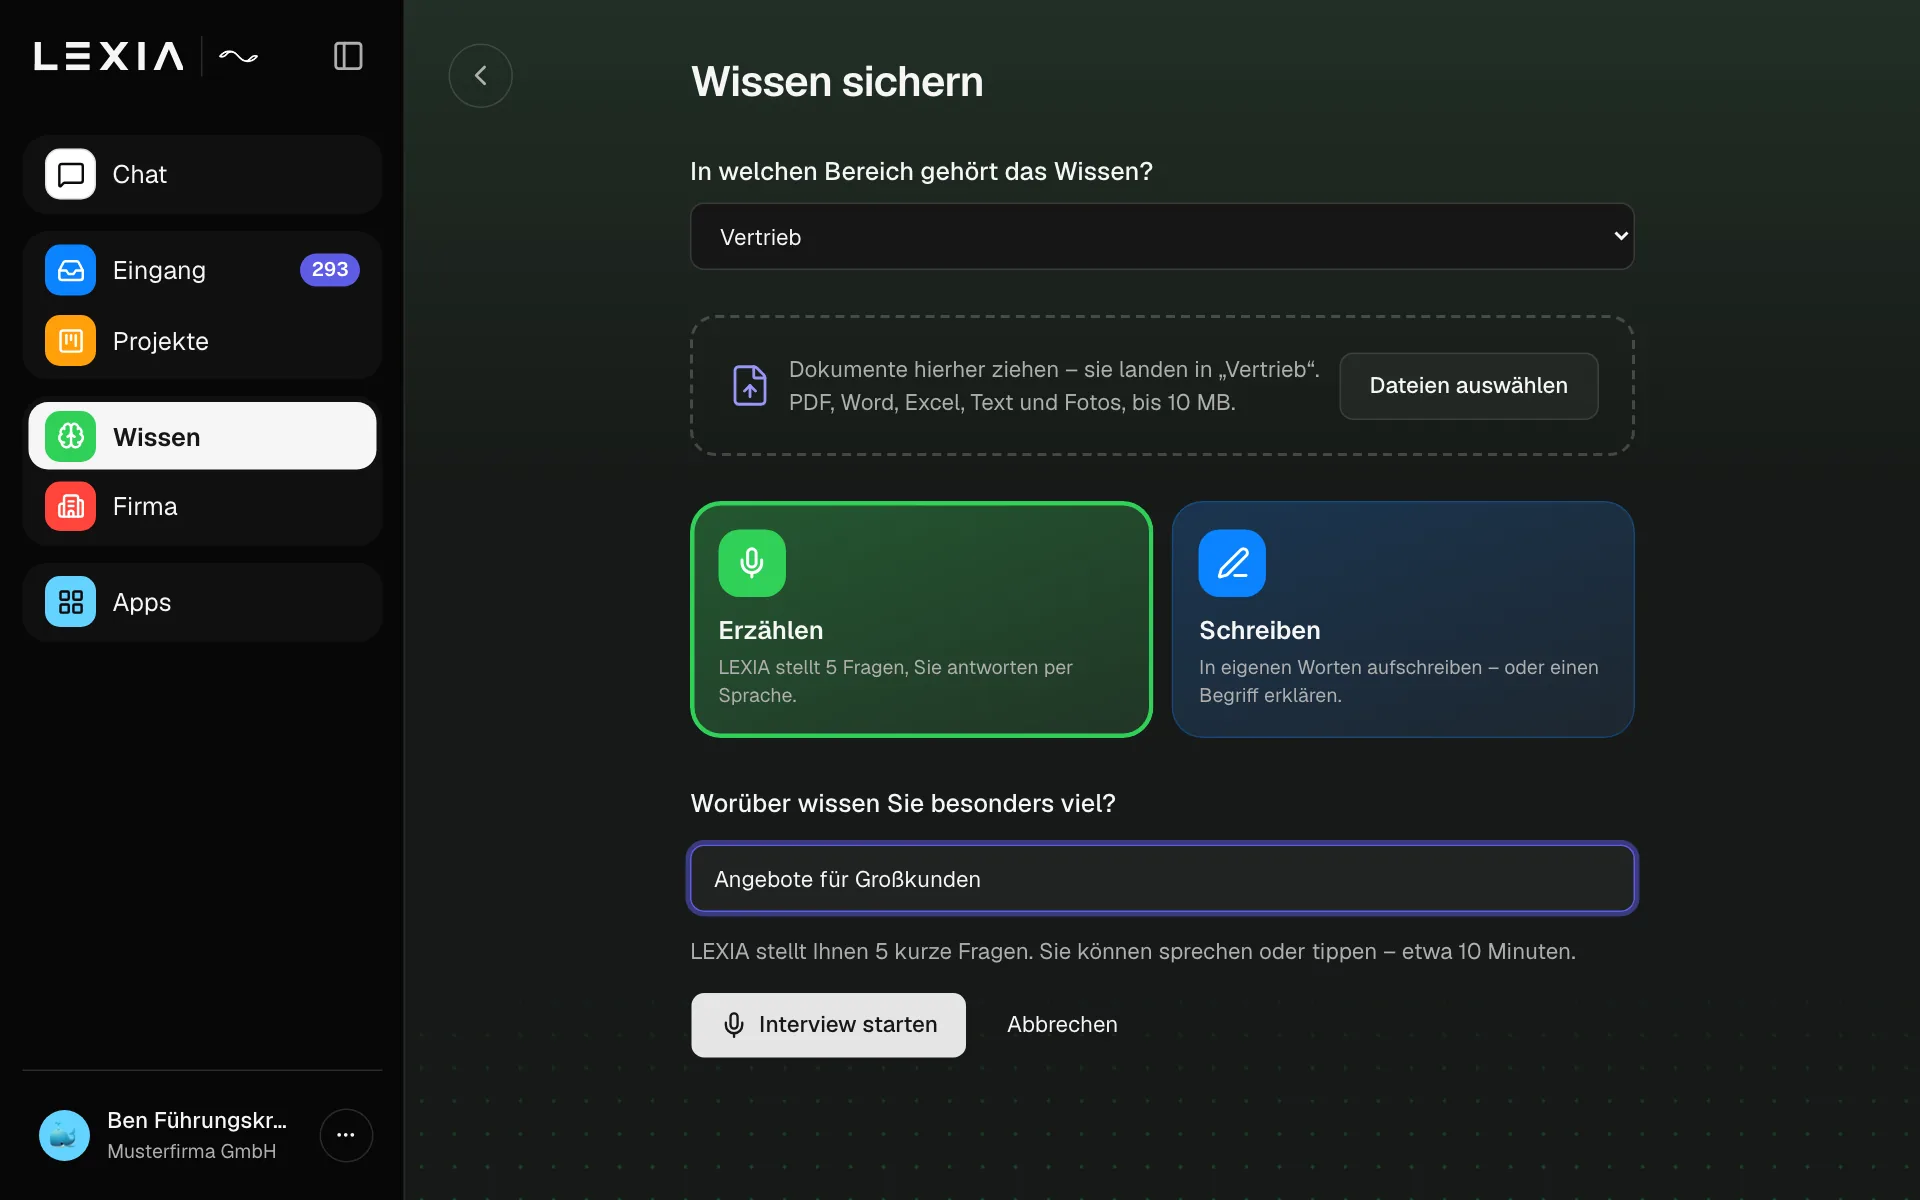 LEXIA
Chat
Eingang 293
Projekte
Wissen
Firma
Apps
Ben Führungskr...
Musterfirma GmbH
Wissen sichern
In welchen Bereich gehört das Wissen?
Vertrieb
Dokumente hierher ziehen – sie landen in „Vertrieb“.
PDF, Word, Excel, Text und Fotos, bis 10 MB.
Dateien auswählen
Erzählen
LEXIA stellt 5 Fragen, Sie antworten per
Sprache.
Schreiben
In eigenen Worten aufschreiben – oder einen
Begriff erklären.
Worüber wissen Sie besonders viel?
Angebote für Großkunden
LEXIA stellt Ihnen 5 kurze Fragen. Sie können sprechen oder tippen – etwa 10 Minuten.
Interview starten
Abbrechen